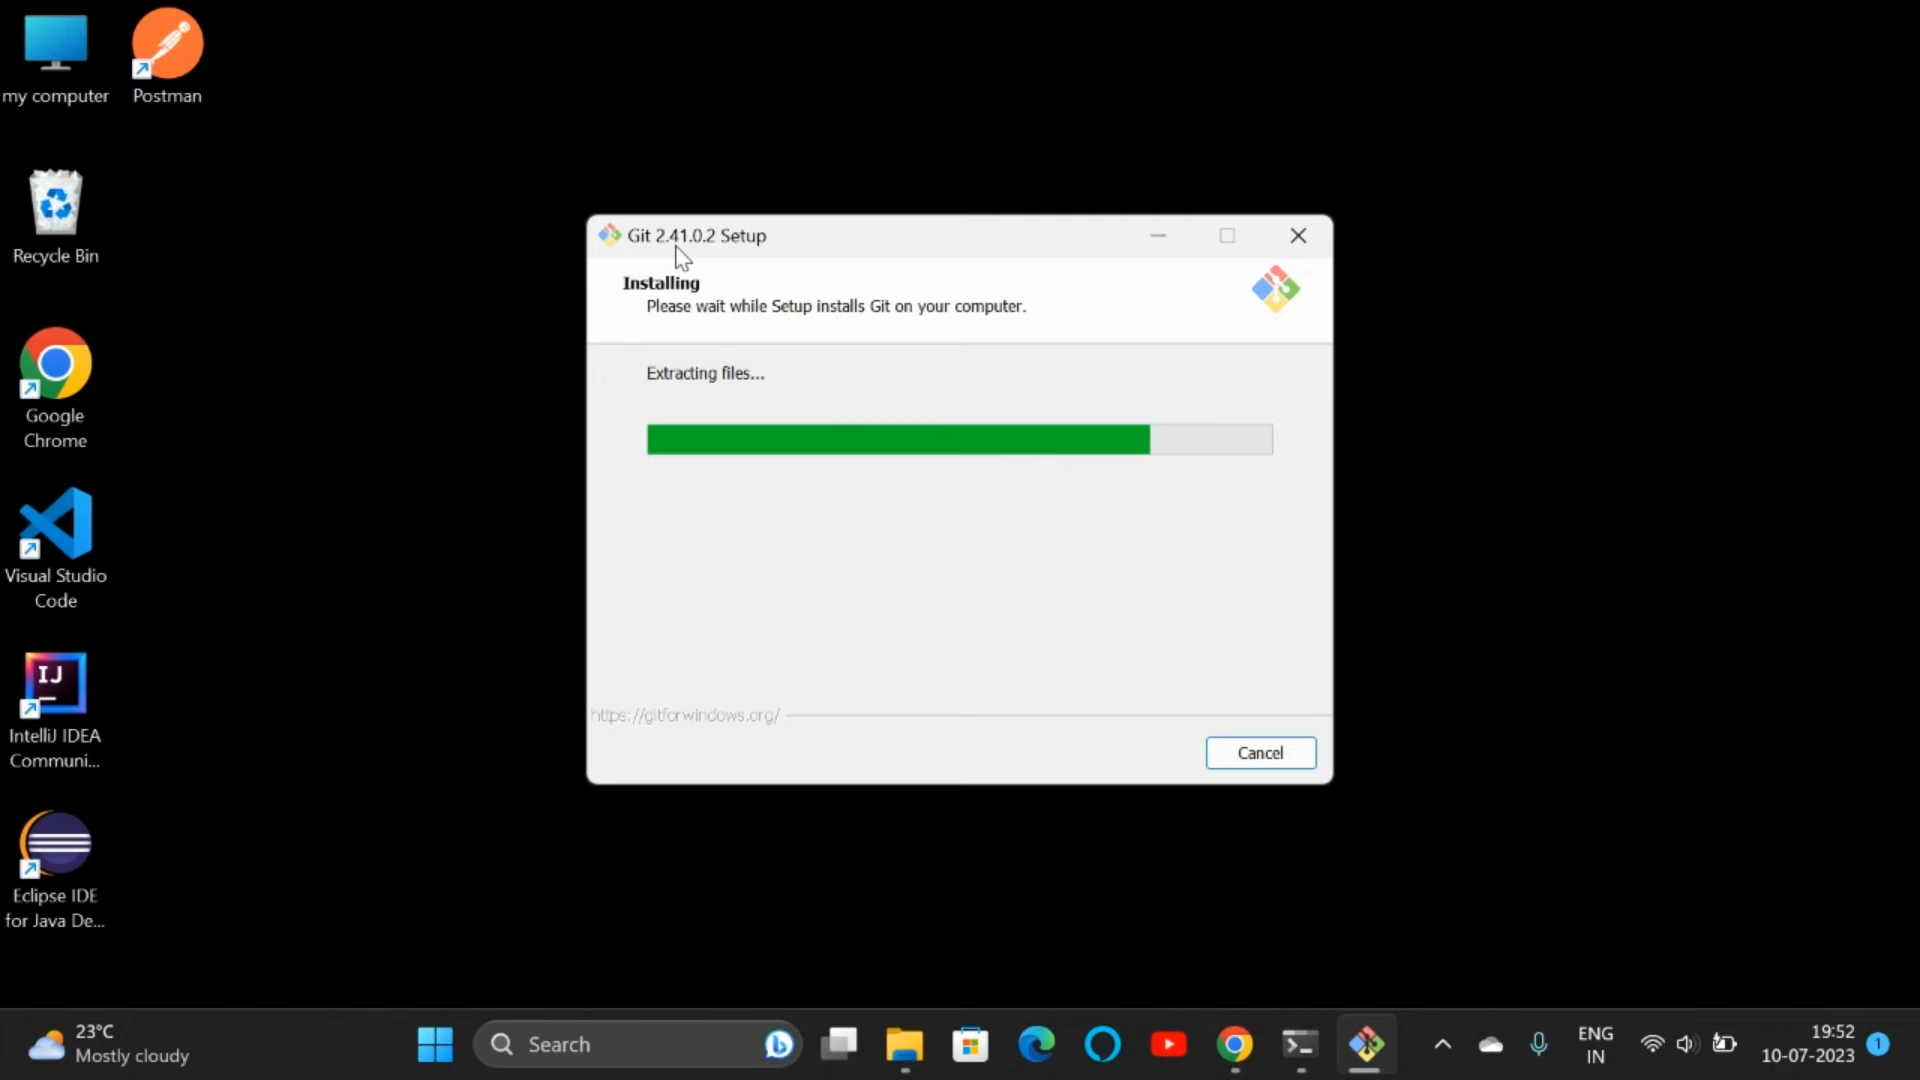 my computer
Postman
Recycle Bin
Google
Chrome
Visual Studio
Code
IJ
IntelliJ IDEA
Communi...
Eclipse IDE
for Java De...
Git 2.41.0.2 Setup
Installing
Please wait while Setup installs Git on your computer.
Extracting files...
https://gitforwindows.org/
Cancel
23°C
Mostly cloudy
Search
ENG
IN
19:52
10-07-2023
1